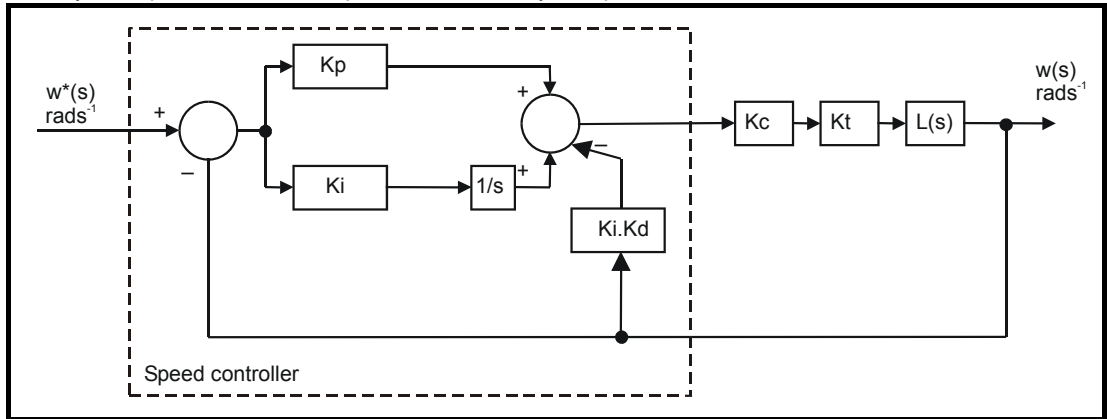 w*(s)
rads⁻¹
+
–
Kp
Ki
1/s
+
+
–
Ki.Kd
Kc
Kt
L(s)
w(s)
rads⁻¹
Speed controller